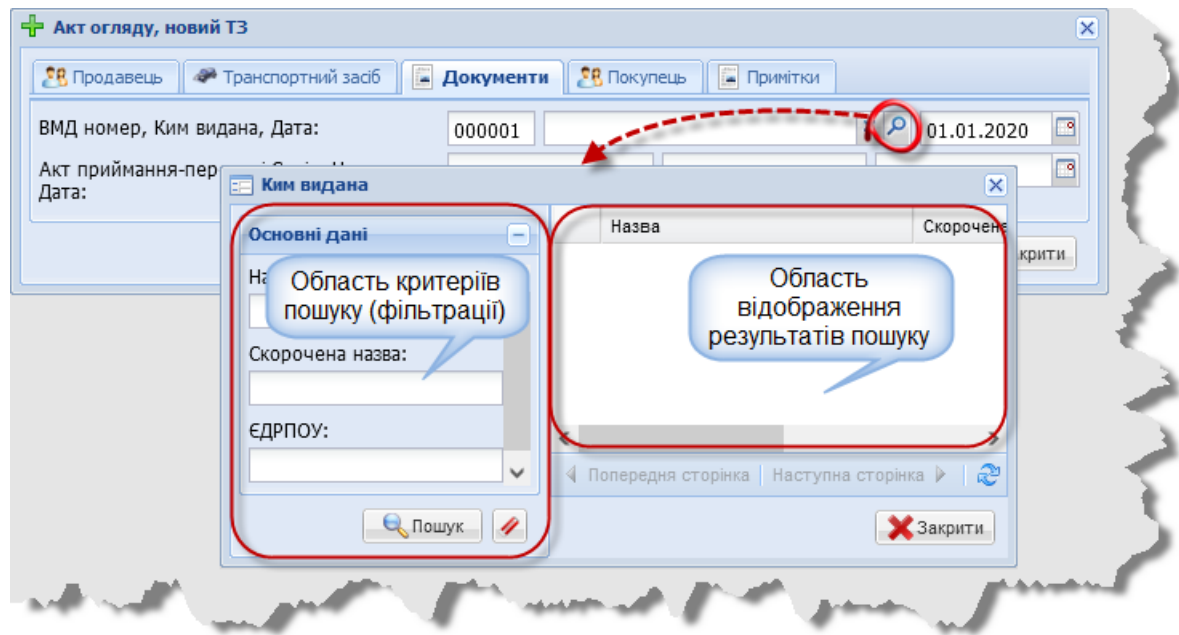 Акт огляду, новий ТЗ
Продавець Транспортний засіб Документи Покупець Примітки
ВМД номер, Ким видана, Дата: 000001 01.01.2020
Акт приймання-пер
Дата:
Ким видана
Основні дані
Назва Скорочена
Область критеріїв
пошуку (фільтрації)
Область
відображення
результатів пошуку
Скорочена назва:
ЄДРПОУ:
Попередня сторінка Наступна сторінка
Пошук
Закрити
крити